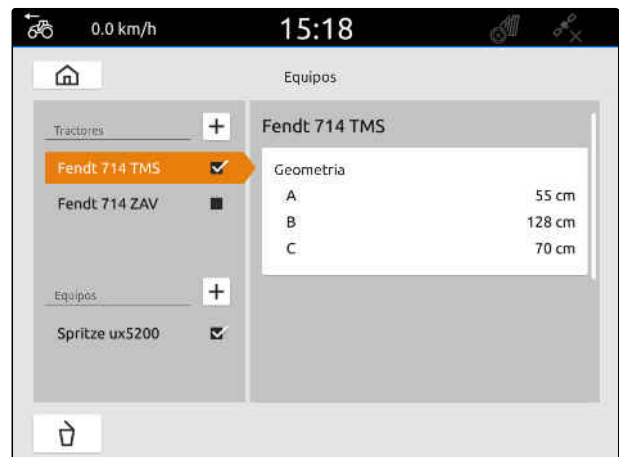 0.0 km/h
15:18
Equipos
Tractores
Fendt 714 TMS
Fendt 714 ZAV
Equipos
Spritze ux5200
Fendt 714 TMS
Geometria
A 55 cm
B 128 cm
C 70 cm